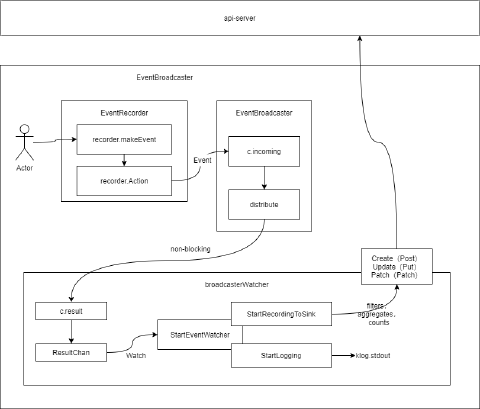 api-server
EventBroadcaster
EventRecorder
EventBroadcaster
recorder.makeEvent
c.incoming
Actor
Event
recorder.Action
distribute
non-blocking
Create (Post)
Update (Put)
Patch (Patch)
broadcasterWatcher
c.result
StartRecordingToSink
filters、
aggregates、
counts
StartEventWatcher
ResultChan
Watch
StartLogging
klog.stdout